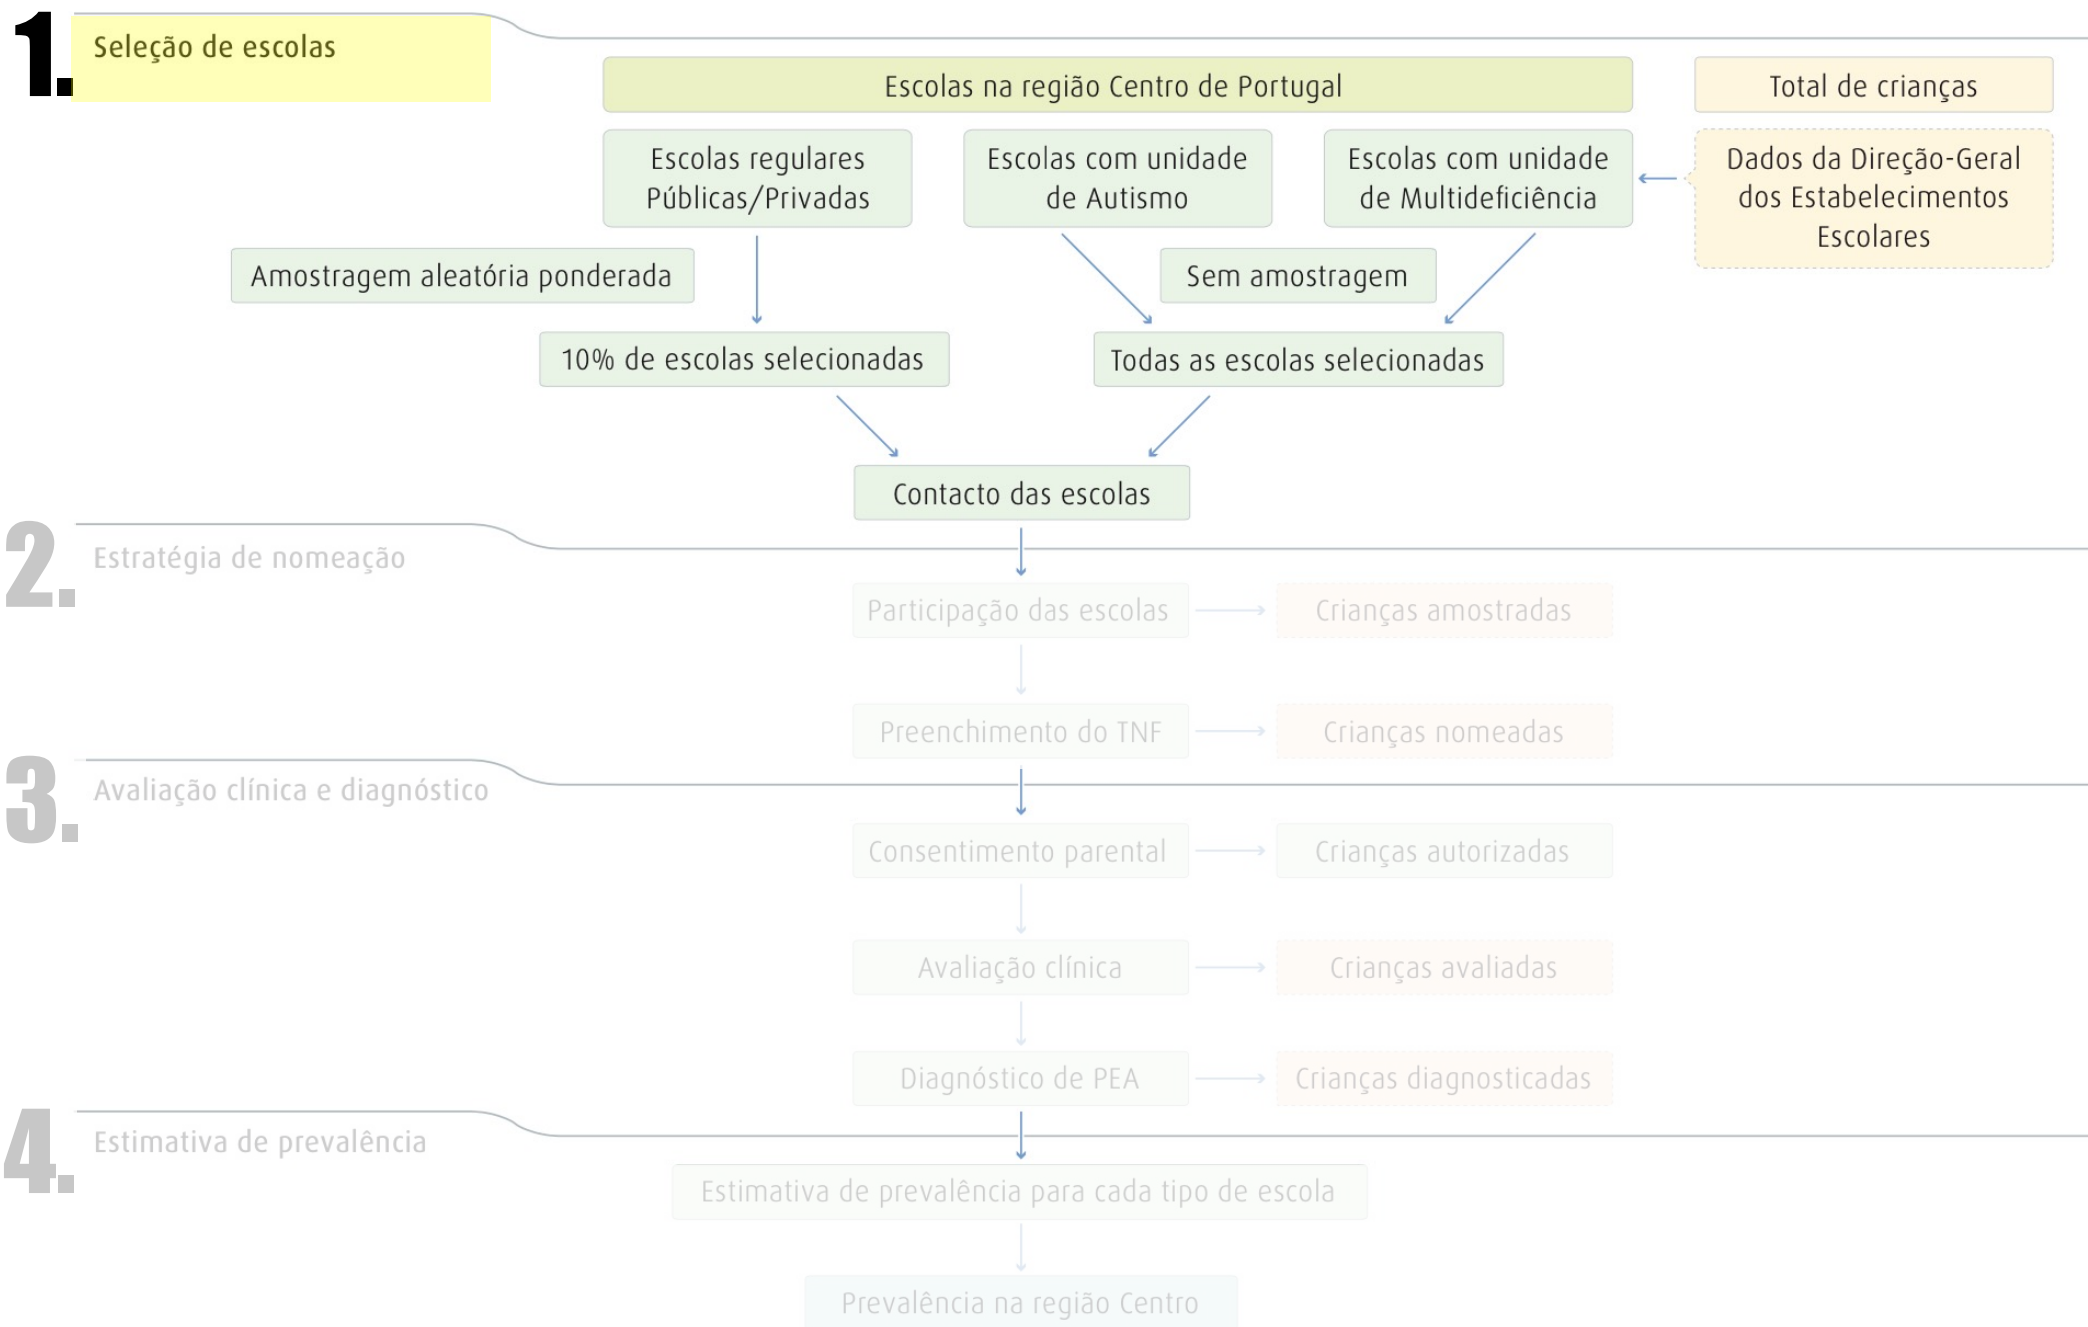 1.
Seleção de escolas
Escolas na região Centro de Portugal
Total de crianças
Escolas regulares
Públicas/Privadas
Escolas com unidade
de Autismo
Escolas com unidade
de Multideficiência
Dados da Direção-Geral
dos Estabelecimentos
Escolares
Amostragem aleatória ponderada
Sem amostragem
10% de escolas selecionadas
Todas as escolas selecionadas
Contacto das escolas
2.
Estratégia de nomeação
Participação das escolas
Crianças amostradas
Preenchimento do TNF
Crianças nomeadas
3.
Avaliação clínica e diagnóstico
Consentimento parental
Crianças autorizadas
Avaliação clínica
Crianças avaliadas
Diagnóstico de PEA
Crianças diagnosticadas
4.
Estimativa de prevalência
Estimativa de prevalência para cada tipo de escola
Prevalência na região Centro